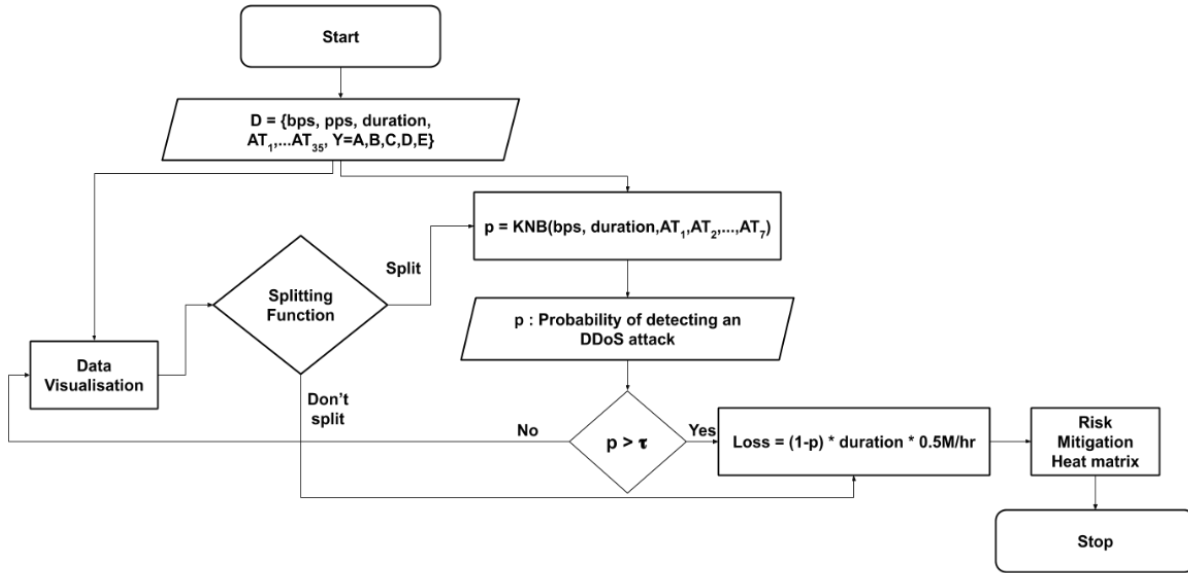 Start
D = {bps, pps, duration,
AT₁,...AT₃₅, Y=A,B,C,D,E}
p = KNB(bps, duration,AT₁,AT₂,...,AT₇)
Split
Splitting
Function
p : Probability of detecting an
DDoS attack
Data
Visualisation
Don't
split
No
p > τ
Yes
Loss = (1-p) * duration * 0.5M/hr
Risk
Mitigation
Heat matrix
Stop